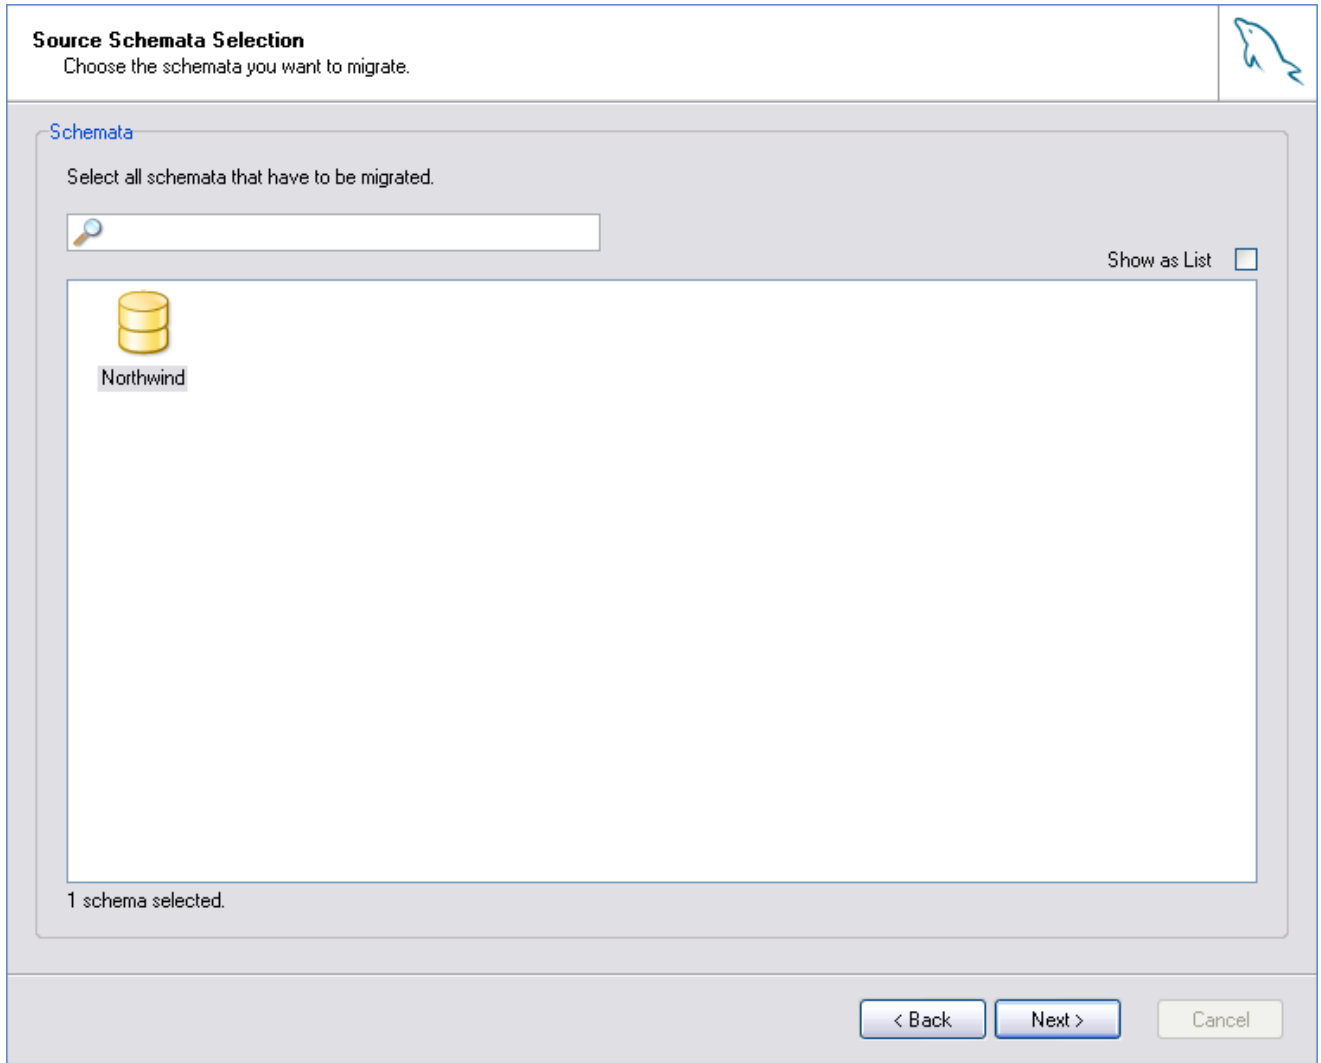 Source Schemata Selection
Choose the schemata you want to migrate.
Schemata
Select all schemata that have to be migrated.
Show as List
Northwind
1 schema selected.
< Back
Next >
Cancel